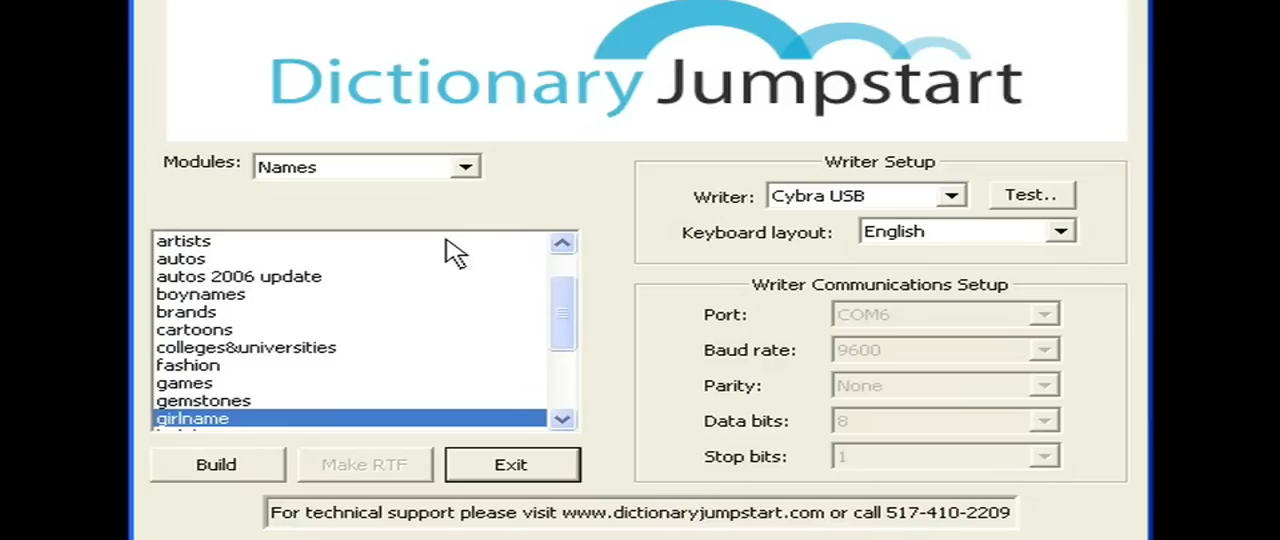 Dictionary Jumpstart
Modules: Names
Writer Setup
Writer: Cybra USB Test..
Keyboard layout: English
artists
autos
autos 2006 update
boynames
brands
cartoons
colleges&universities
fashion
games
gemstones
girlname
Writer Communications Setup
Port: COM6
Baud rate: 9600
Parity: None
Data bits: 8
Stop bits: 1
Build Make RTF Exit
For technical support please visit www.dictionaryjumpstart.com or call 517-410-2209